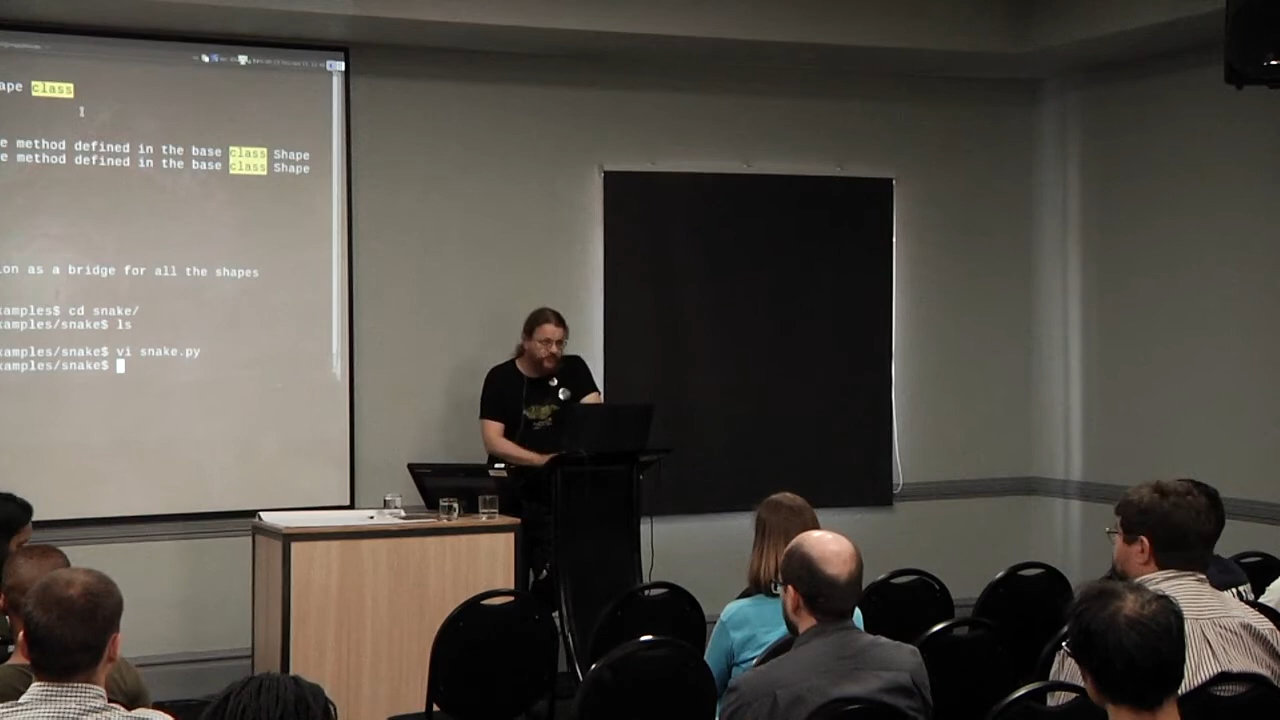 ape class
e method defined in the base class Shape
e method defined in the base class Shape
ion as a bridge for all the shapes
xamples$ cd snake/
xamples/snake$ ls
xamples/snake$ vi snake.py
xamples/snake$